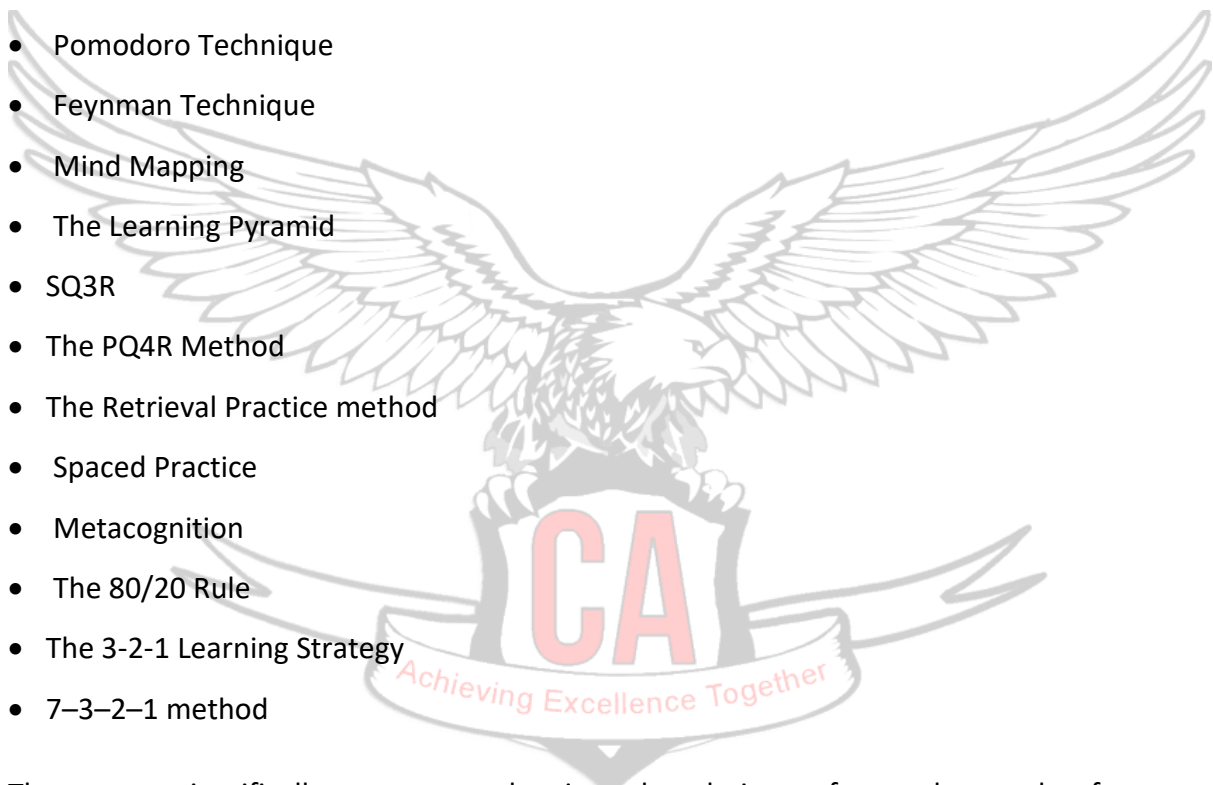 • Pomodoro Technique
• Feynman Technique
• Mind Mapping
• The Learning Pyramid
• SQ3R
• The PQ4R Method
• The Retrieval Practice method
• Spaced Practice
• Metacognition
• The 80/20 Rule
• The 3-2-1 Learning Strategy
• 7–3–2–1 method
CA
Achieving Excellence Together